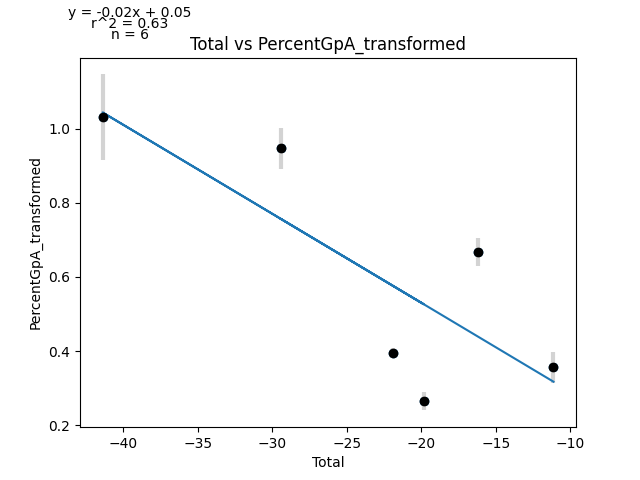 y = -0.02x + 0.05
r^2 = 0.63
n = 6
Total vs PercentGpA_transformed
PercentGpA_transformed
1.0
0.8
0.6
0.4
0.2
−40
−35
−30
−25
−20
−15
−10
Total